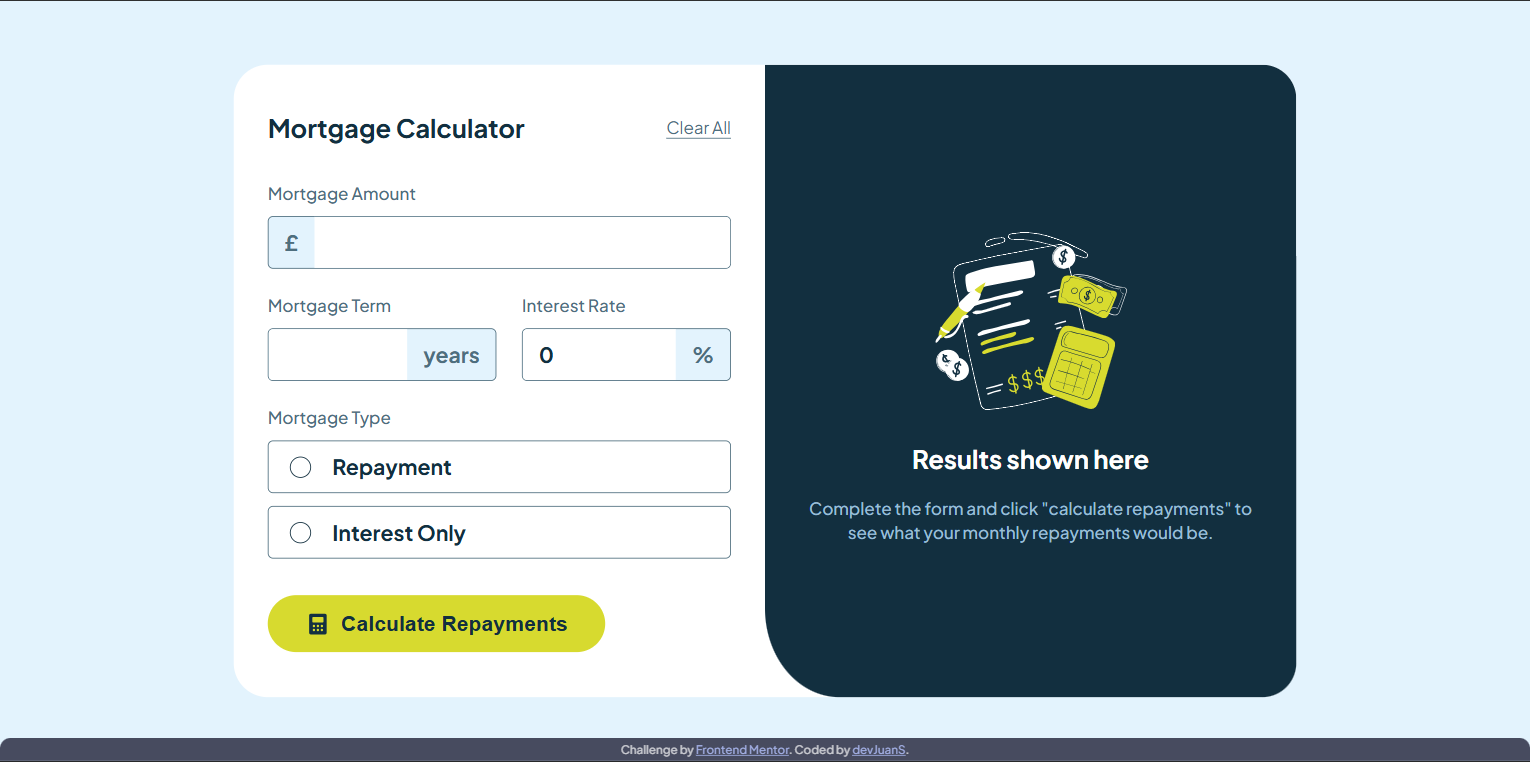 Mortgage Calculator
Clear All
Mortgage Amount
£
Mortgage Term
Interest Rate
years
0
%
Mortgage Type
Repayment
Interest Only
Calculate Repayments
$
$
$
$
$$$
Results shown here
Complete the form and click "calculate repayments" to
see what your monthly repayments would be.
Challenge by Frontend Mentor. Coded by devJuanS.